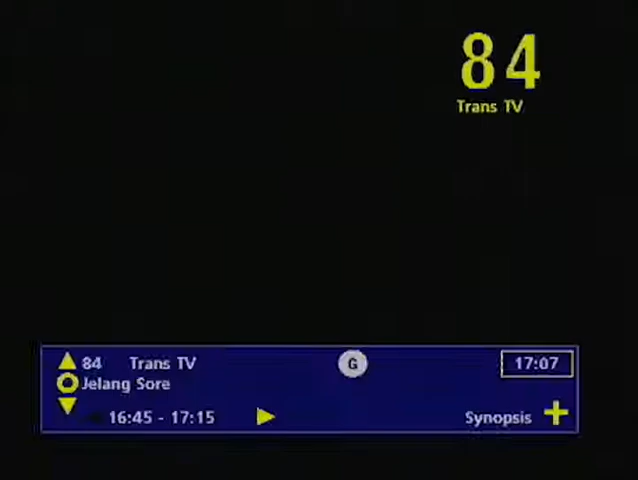 84
Trans TV
84 Trans TV G 17:07
Jelang Sore
16:45 - 17:15 Synopsis +